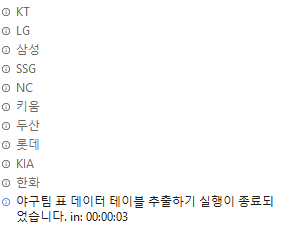 KT
LG
삼성
SSG
NC
키움
두산
롯데
KIA
한화
야구팀 표 데이터 테이블 추출하기 실행이 종료되
었습니다. in: 00:00:03